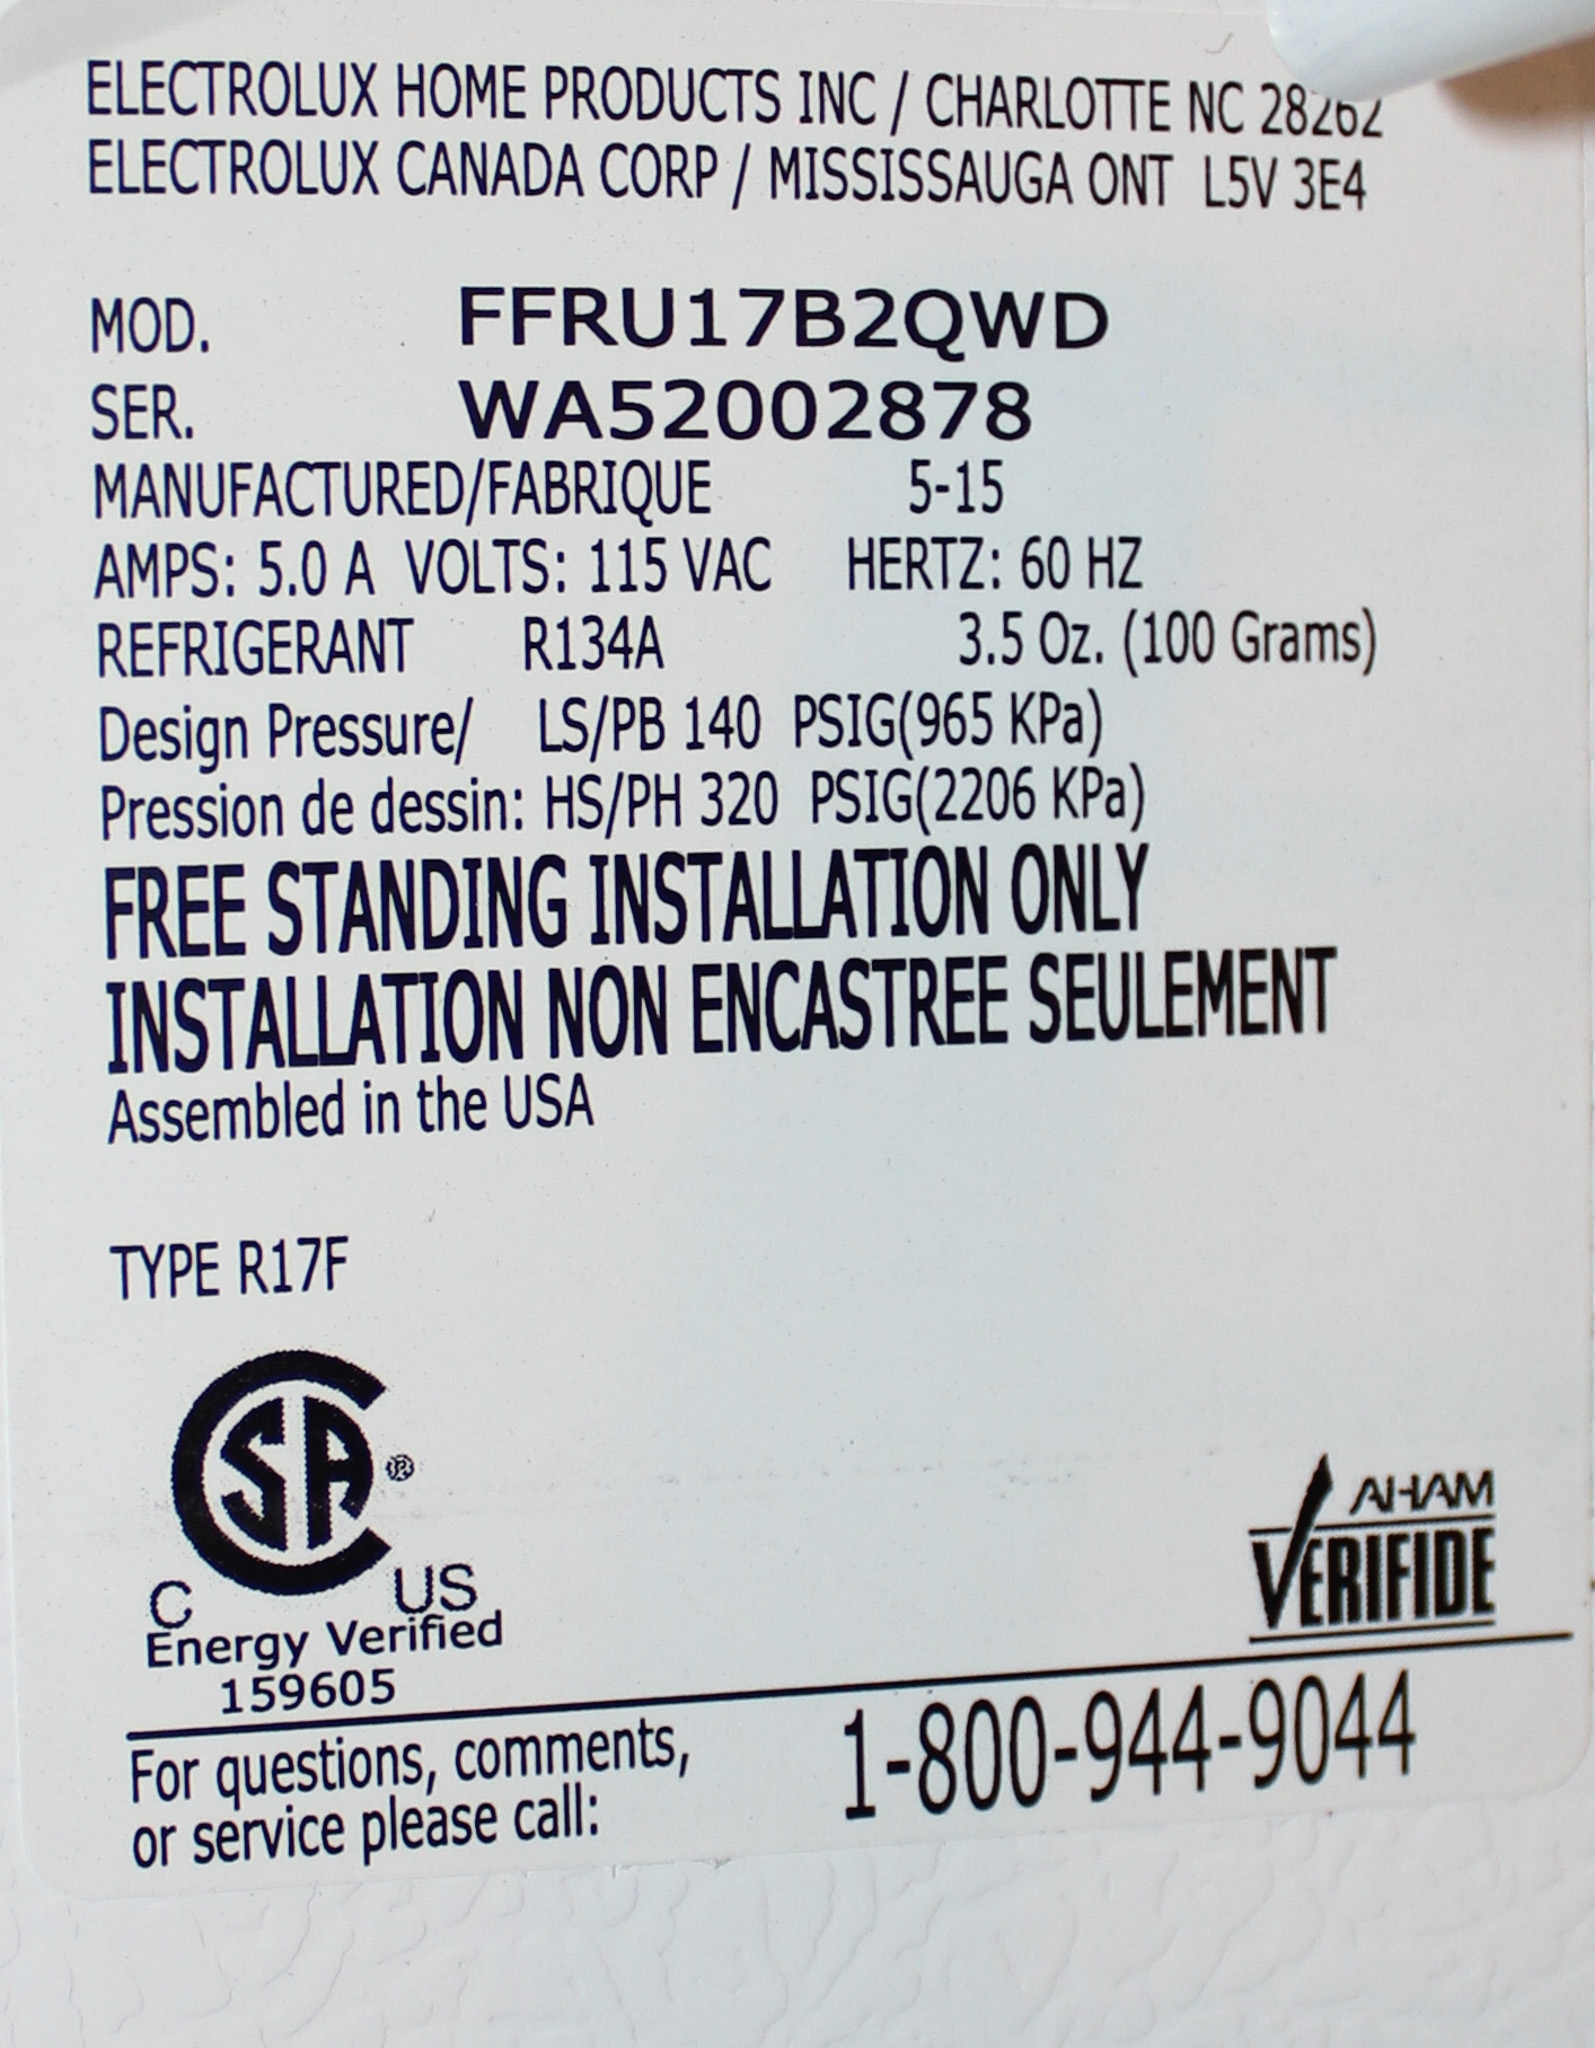 ELECTROLUX HOME PRODUCTS INC / CHARLOTTE NC 28262
ELECTROLUX CANADA CORP / MISSISSAUGA ONT L5V 3E4
MOD. FFRU17B2QWD
SER. WA52002878
MANUFACTURED/FABRIQUE 5-15
AMPS: 5.0 A VOLTS: 115 VAC HERTZ: 60 HZ
REFRIGERANT R134A 3.5 Oz. (100 Grams)
Design Pressure/ LS/PB 140 PSIG(965 KPa)
Pression de dessin: HS/PH 320 PSIG(2206 KPa)
FREE STANDING INSTALLATION ONLY
INSTALLATION NON ENCASTREE SEULEMENT
Assembled in the USA
TYPE R17F
CSA ®
C US
Energy Verified
159605
AHAM
VERIFIDE
For questions, comments,
or service please call: 1-800-944-9044